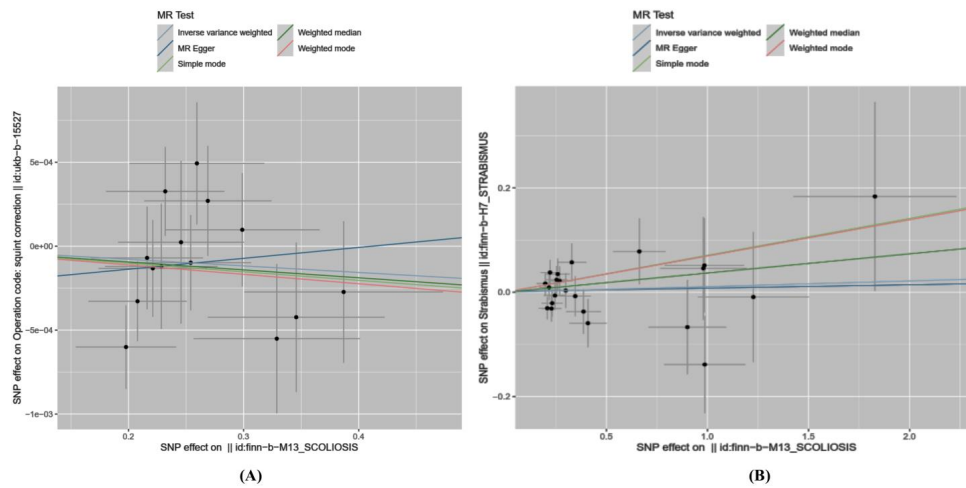 MR Test
Inverse variance weighted
Weighted median
MR Egger
Weighted mode
Simple mode
SNP effect on Operation code: squint correction || id:ukb-b-15527
5e-04
0e+00
-5e-04
-1e-03
0.2
0.3
0.4
SNP effect on || id:finn-b-M13_SCOLIOSIS
(A)
MR Test
Inverse variance weighted
Weighted median
MR Egger
Weighted mode
Simple mode
SNP effect on Strabismus || id:finn-b-H7_STRABISMUS
0.2
0.0
-0.2
0.5
1.0
1.5
2.0
SNP effect on || id:finn-b-M13_SCOLIOSIS
(B)